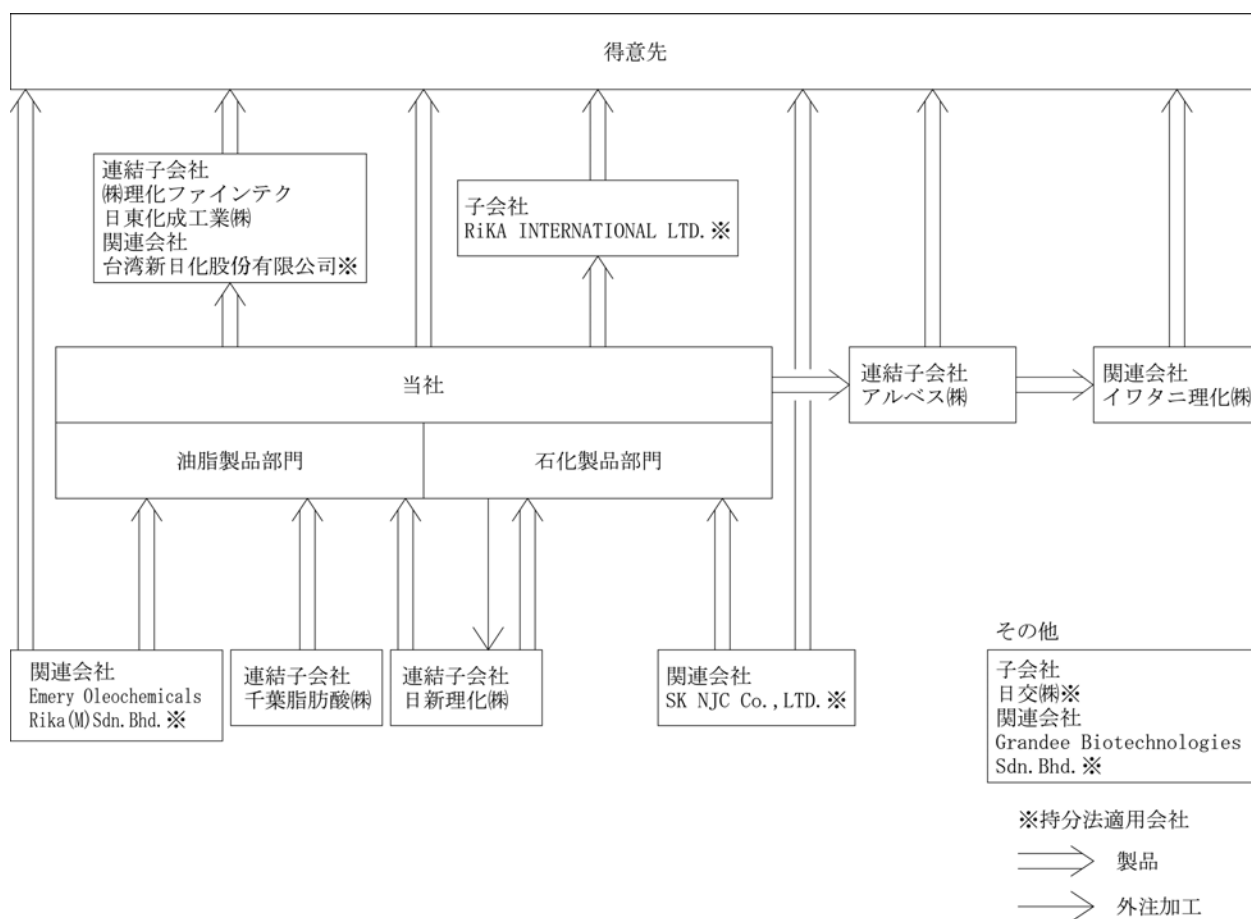 得意先
連結子会社
㈱理化ファインテク
日東化成工業㈱
関連会社
台湾新日化股份有限公司※
子会社
RiKA INTERNATIONAL LTD.※
当社
連結子会社
アルベス㈱
関連会社
イワタニ理化㈱
油脂製品部門
石化製品部門
関連会社
Emery Oleochemicals
Rika(M)Sdn.Bhd.※
連結子会社
千葉脂肪酸㈱
連結子会社
日新理化㈱
関連会社
SK NJC Co.,LTD.※
その他
子会社
日交㈱※
関連会社
Grandee Biotechnologies
Sdn.Bhd.※
※持分法適用会社
製品
外注加工